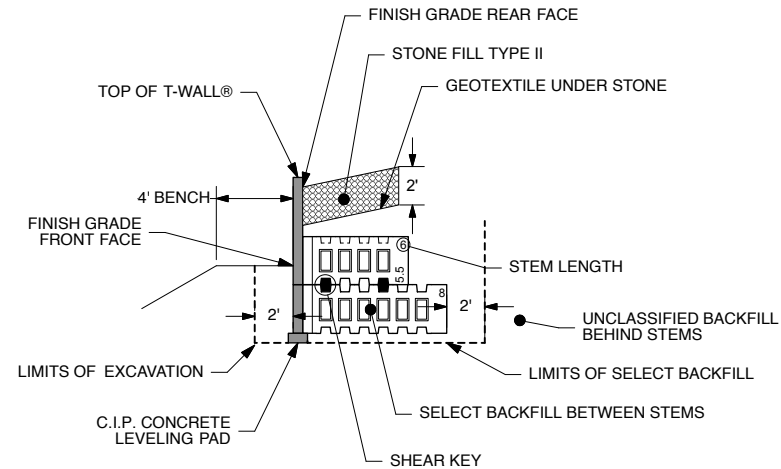 FINISH GRADE REAR FACE
STONE FILL TYPE II
GEOTEXTILE UNDER STONE
TOP OF T-WALL®
2'
4' BENCH
FINISH GRADE
FRONT FACE
6
5.5
STEM LENGTH
8
2'
2'
UNCLASSIFIED BACKFILL
BEHIND STEMS
LIMITS OF EXCAVATION
LIMITS OF SELECT BACKFILL
C.I.P. CONCRETE
LEVELING PAD
SELECT BACKFILL BETWEEN STEMS
SHEAR KEY